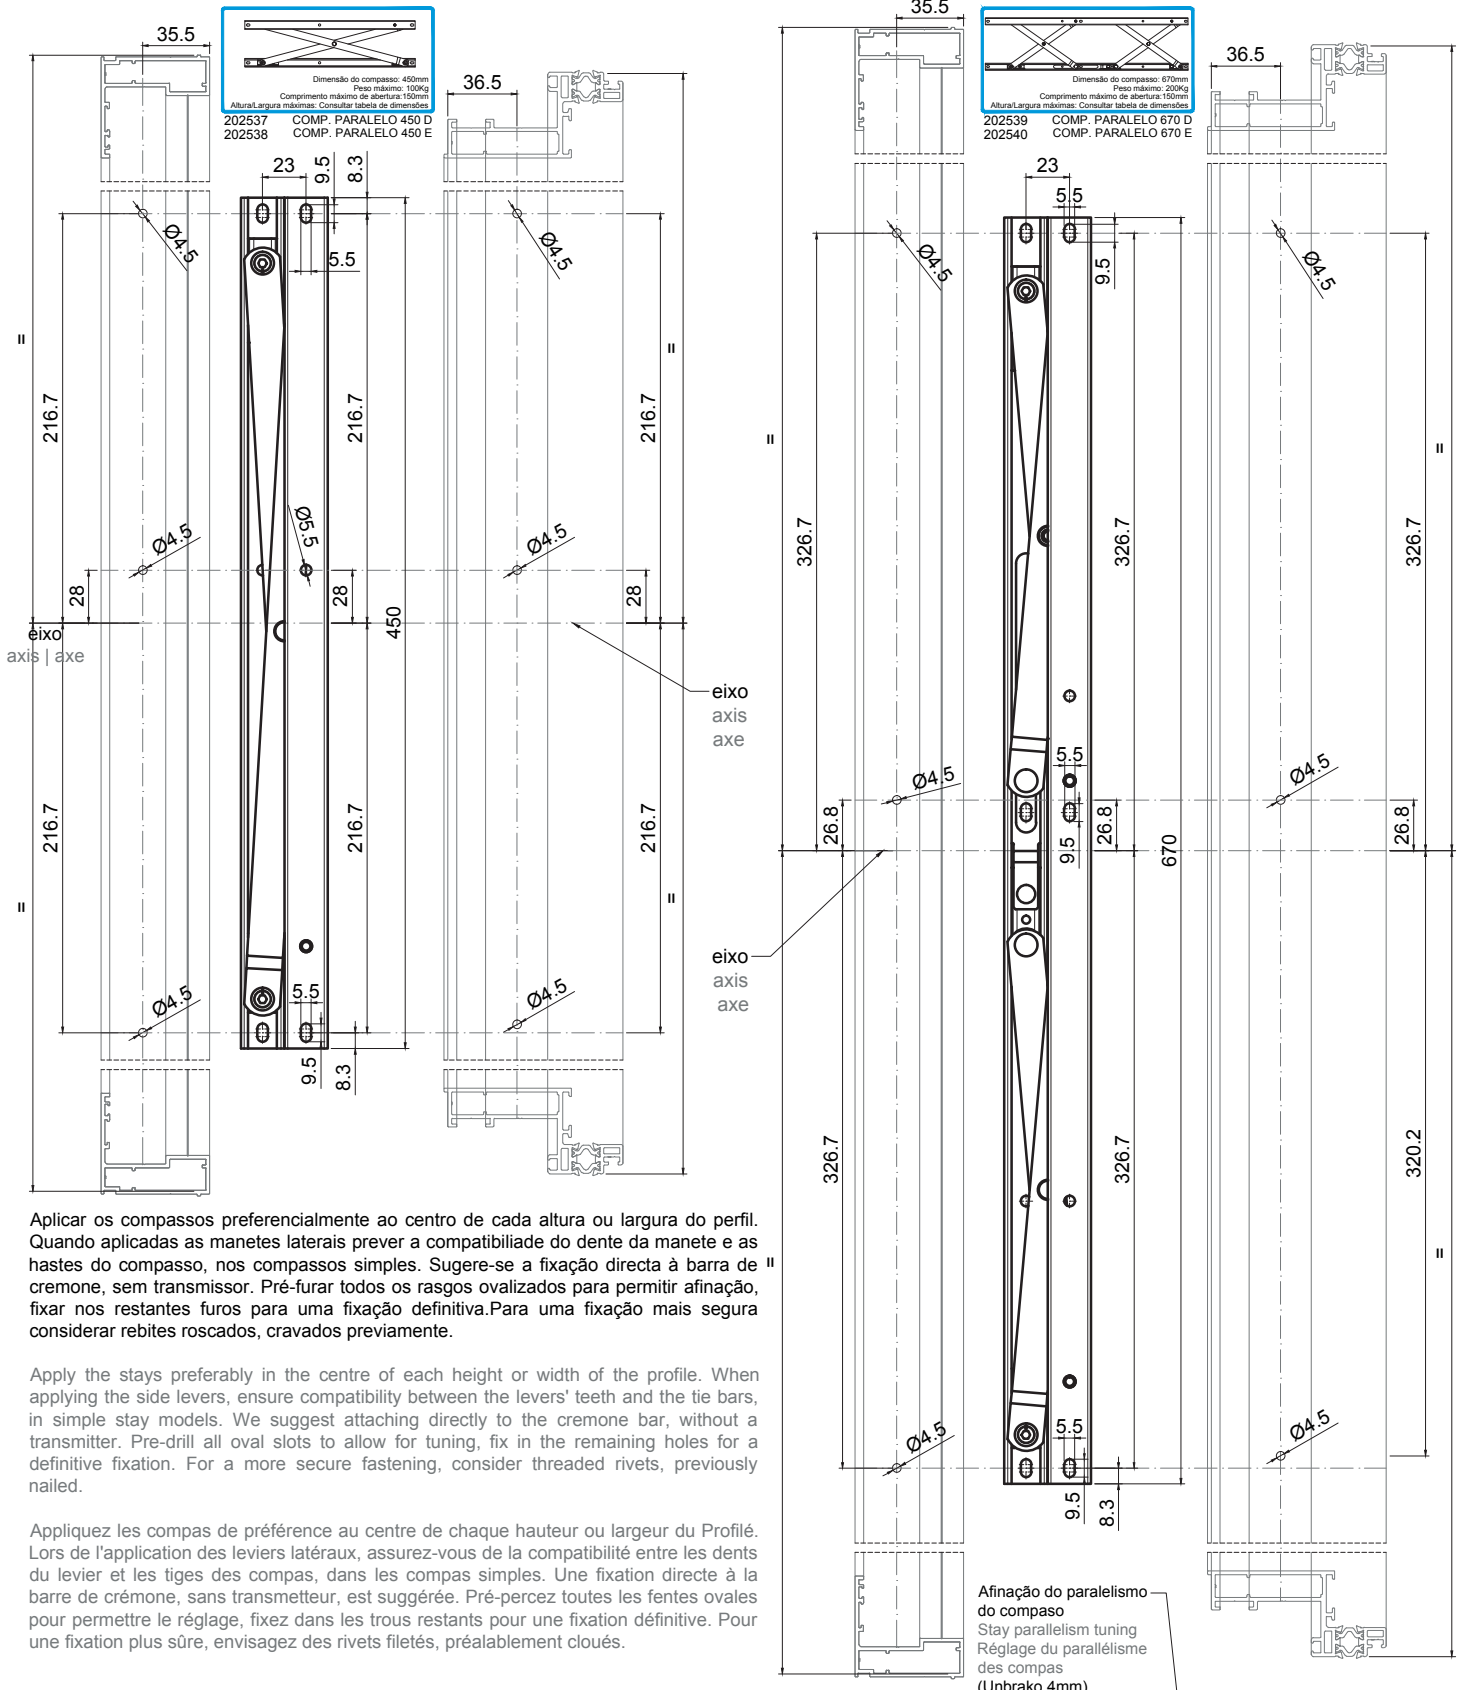 35.5
Dimensão do compasso: 450mm
Peso máximo: 100Kg
Comprimento máximo de abertura:150mm
Altura/Largura máximas: Consultar tabela de dimensões
202537 COMP. PARALELO 450 D
202538 COMP. PARALELO 450 E
36.5
23
9.5
8.3
Ø4.5
5.5
Ø4.5
=
216.7
216.7
216.7
=
Ø4.5
Ø5.5
Ø4.5
28
28
28
450
eixo
axis | axe
eixo
axis
axe
=
216.7
216.7
216.7
=
Ø4.5
5.5
Ø4.5
9.5
8.3
Aplicar os compassos preferencialmente ao centro de cada altura ou largura do perfil.
Quando aplicadas as manetes laterais prever a compatibiliade do dente da manete e as
hastes do compasso, nos compassos simples. Sugere-se a fixação directa à barra de
cremone, sem transmissor. Pré-furar todos os rasgos ovalizados para permitir afinação,
fixar nos restantes furos para uma fixação definitiva.Para uma fixação mais segura
considerar rebites roscados, cravados previamente.
Apply the stays preferably in the centre of each height or width of the profile. When
applying the side levers, ensure compatibility between the levers' teeth and the tie bars,
in simple stay models. We suggest attaching directly to the cremone bar, without a
transmitter. Pre-drill all oval slots to allow for tuning, fix in the remaining holes for a
definitive fixation. For a more secure fastening, consider threaded rivets, previously
nailed.
Appliquez les compas de préférence au centre de chaque hauteur ou largeur du Profilé.
Lors de l'application des leviers latéraux, assurez-vous de la compatibilité entre les dents
du levier et les tiges des compas, dans les compas simples. Une fixation directe à la
barre de crémone, sans transmetteur, est suggérée. Pré-percez toutes les fentes ovales
pour permettre le réglage, fixez dans les trous restants pour une fixation définitive. Pour
une fixation plus sûre, envisagez des rivets filetés, préalablement cloués.
35.5
Dimensão do compasso: 670mm
Peso máximo: 200Kg
Comprimento máximo de abertura:150mm
Altura/Largura máximas: Consultar tabela de dimensões
202539 COMP. PARALELO 670 D
202540 COMP. PARALELO 670 E
36.5
23
5.5
9.5
Ø4.5
Ø4.5
=
326.7
326.7
326.7
=
Ø4.5
5.5
Ø4.5
26.8
9.5
26.8
26.8
670
eixo
axis
axe
326.7
326.7
320.2
=
=
Ø4.5
5.5
Ø4.5
9.5
8.3
Afinação do paralelismo
do compaso
Stay parallelism tuning
Réglage du parallélisme
des compas
(Unbrako 4mm)